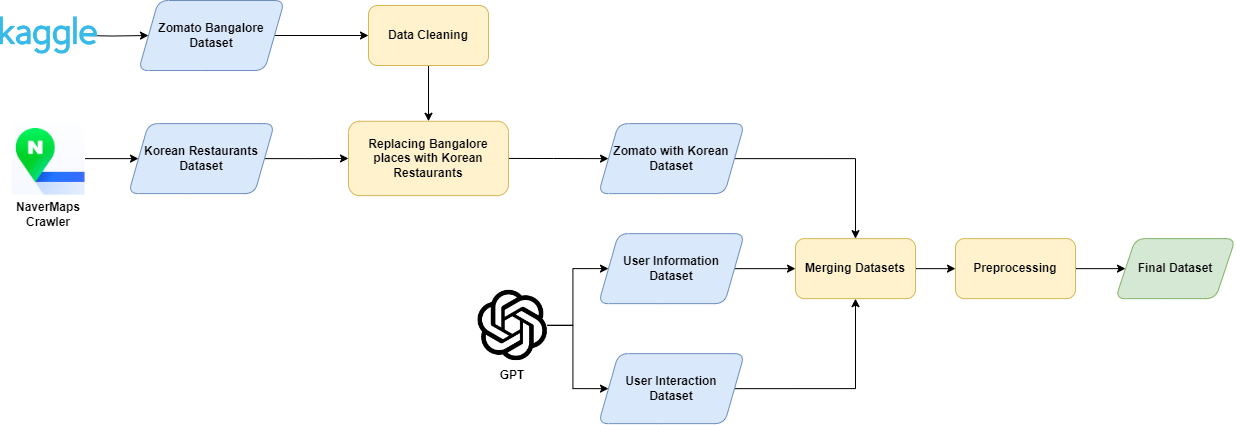 kaggle
Zomato Bangalore
Dataset
Data Cleaning
N
NaverMaps
Crawler
Korean Restaurants
Dataset
Replacing Bangalore
places with Korean
Restaurants
Zomato with Korean
Dataset
User Information
Dataset
Merging Datasets
Preprocessing
Final Dataset
GPT
User Interaction
Dataset